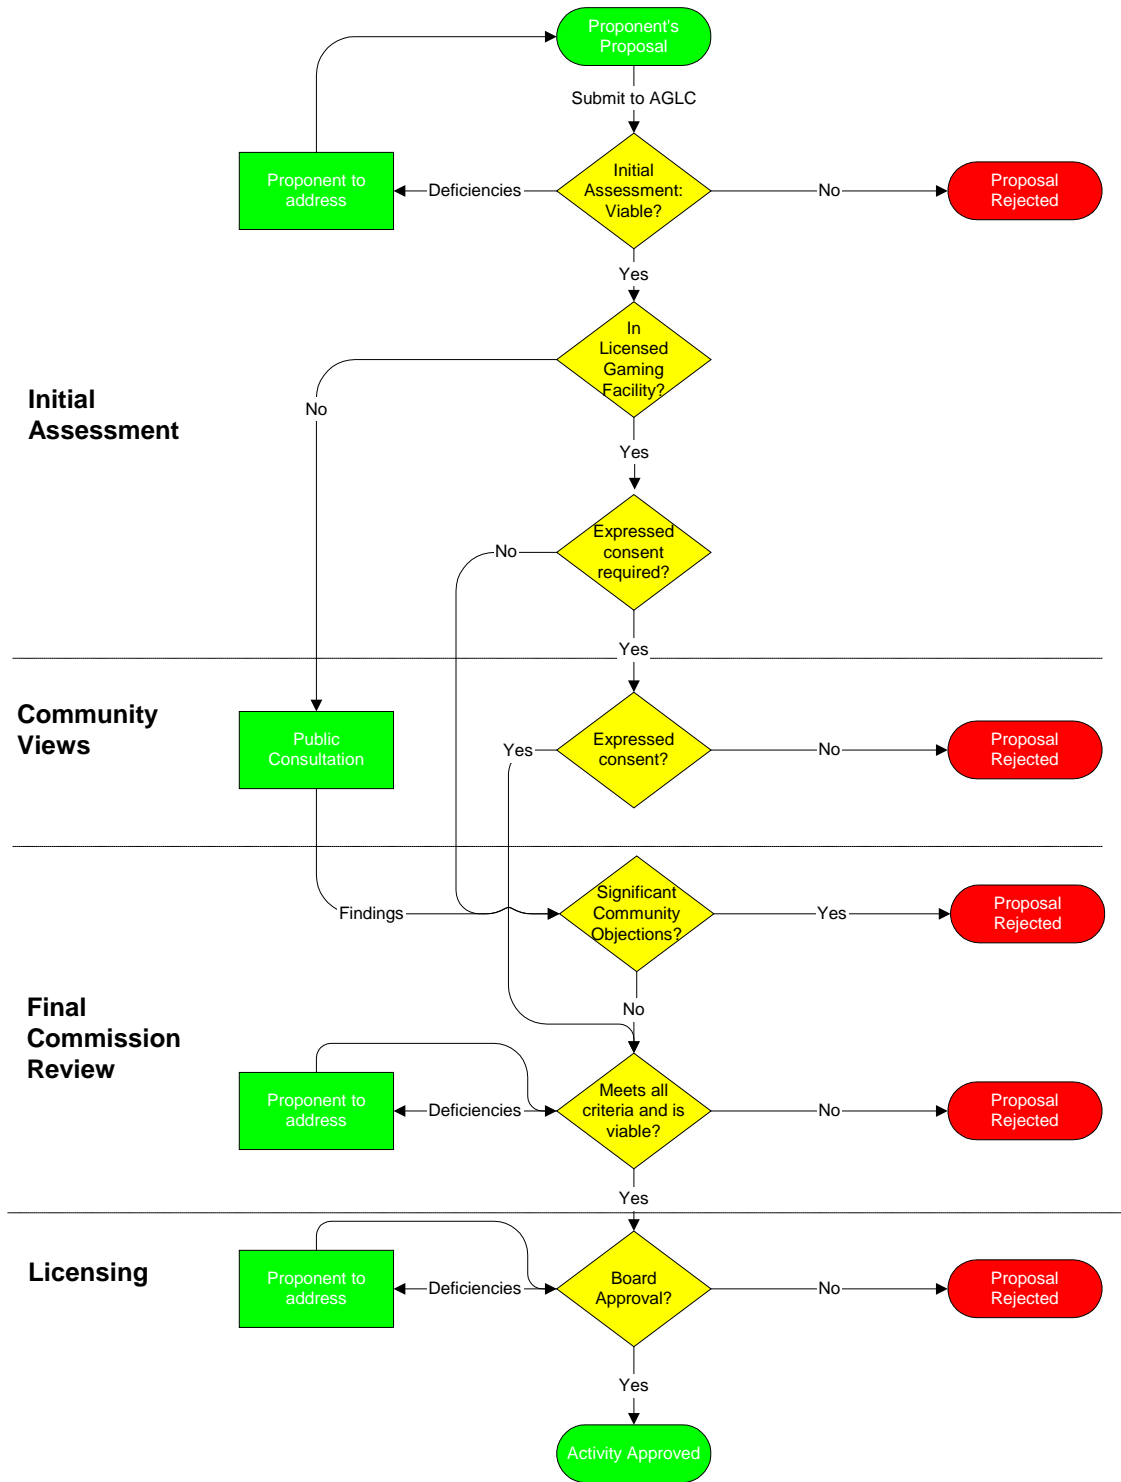 Proponent's
Proposal
Submit to AGLC
Proponent to
address
Deficiencies
Initial
Assessment:
Viable?
No
Proposal
Rejected
Yes
In
Licensed
Gaming
Facility?
Initial
Assessment
No
Yes
Expressed
consent
required?
No
Yes
Community
Views
Public
Consultation
Yes
Expressed
consent?
No
Proposal
Rejected
Findings
Significant
Community
Objections?
Yes
Proposal
Rejected
No
Final
Commission
Review
Proponent to
address
Deficiencies
Meets all
criteria and is
viable?
No
Proposal
Rejected
Yes
Licensing
Proponent to
address
Deficiencies
Board
Approval?
No
Proposal
Rejected
Yes
Activity Approved